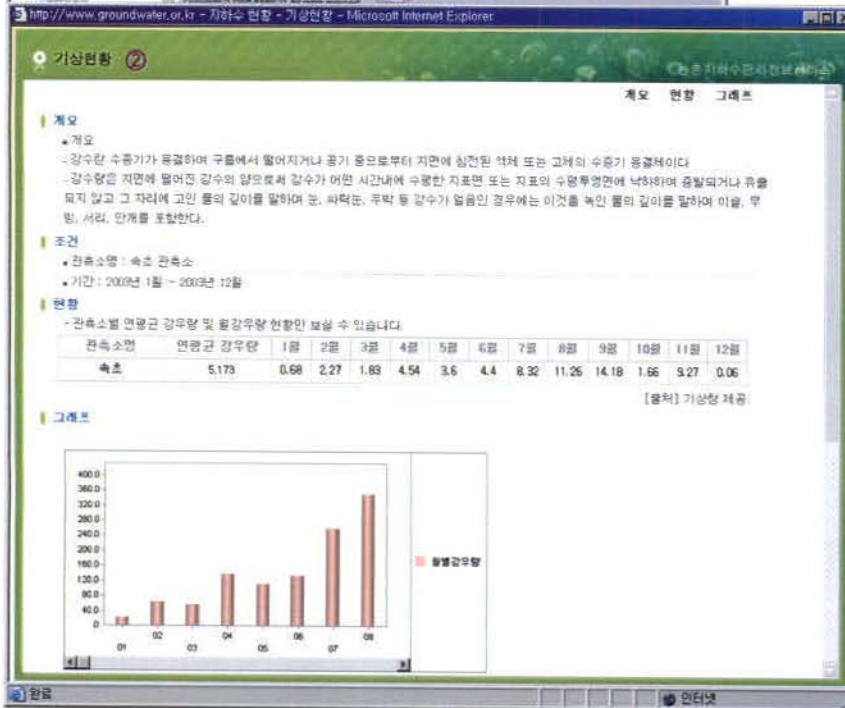 http://www.groundwater.or.kr - 지하수 현황 - 기상현황 - Microsoft Internet Explorer
기상현황 ②
개요 현황 그래프
개요
개요
- 강수란 수증기가 응결하여 구름에서 떨어지거나 공기 중으로부터 지면에 침전된 액체 또는 고체의 수증기 응결체이다
- 강수량은 지면에 떨어진 강수의 양으로써 강수가 어떤 시간내에 수평한 지표면 또는 지표의 수평투영면에 낙하하여 증발되거나 유출
되지 않고 그 자리에 고인 물의 깊이를 말하며 눈, 싸락눈, 우박 등 강수가 얼음인 경우에는 이것을 녹인 물의 깊이를 말하며 이슬, 무
빙, 서리, 안개를 포함한다.
조건
관측소명 : 속초 관측소
기간 : 2003년 1월 ~ 2003년 12월
현황
- 관측소별 연평균 강우량 및 월강우량 현황만 보실 수 있습니다.
관측소명 연평균 강우량 1월 2월 3월 4월 5월 6월 7월 8월 9월 10월 11월 12월
속초 5.173 0.68 2.27 1.83 4.54 3.6 4.4 8.32 11.26 14.18 1.66 9.27 0.06
[출처] 기상청 제공
그래프
400.0
360.0
320.0
280.0
240.0
200.0
160.0
120.0
80.0
40.0
0
01 02 03 04 05 06 07 08
월별강우량
완료
인터넷